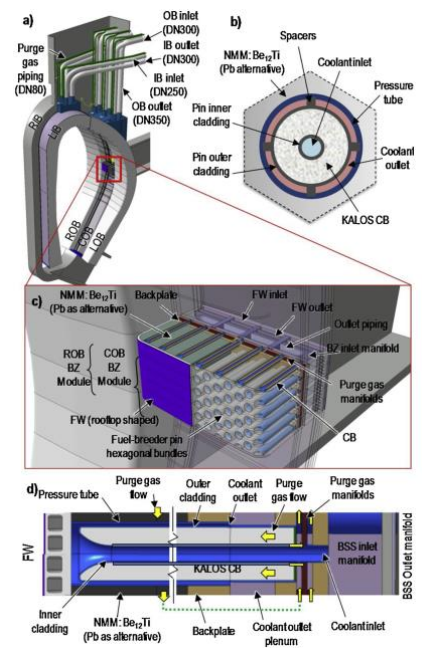 a)
OB inlet
(DN300)
IB outlet
(DN300)
IB inlet
(DN250)
OB outlet
(DN350)
Purge
gas
piping
(DN80)
RIB
LIB
ROB
COB
LOB
b)
Spacers
NMM: Be12Ti
(Pb alternative)
Coolant
inlet
Pin inner
cladding
Pressure
tube
Pin outer
cladding
Coolant
outlet
KALOS CB
c)
NMM: Be12Ti
(Pb as alternative)
Backplate
FW inlet
FW outlet
Outlet piping
BZ inlet manifold
ROB
BZ
Module
COB
BZ
Module
Purge gas
manifolds
FW (rooftop shaped)
CB
Fuel-breeder pin
hexagonal bundles
d)
Purge gas
flow
Pressure tube
Outer
cladding
Coolant
outlet
Purge gas
flow
Purge gas
manifolds
FW
KALOS CB
BSS inlet
manifold
BSS Outlet manifold
Inner
cladding
NMM: Be12Ti
(Pb as alternative)
Backplate
Coolant outlet
plenum
Coolant inlet